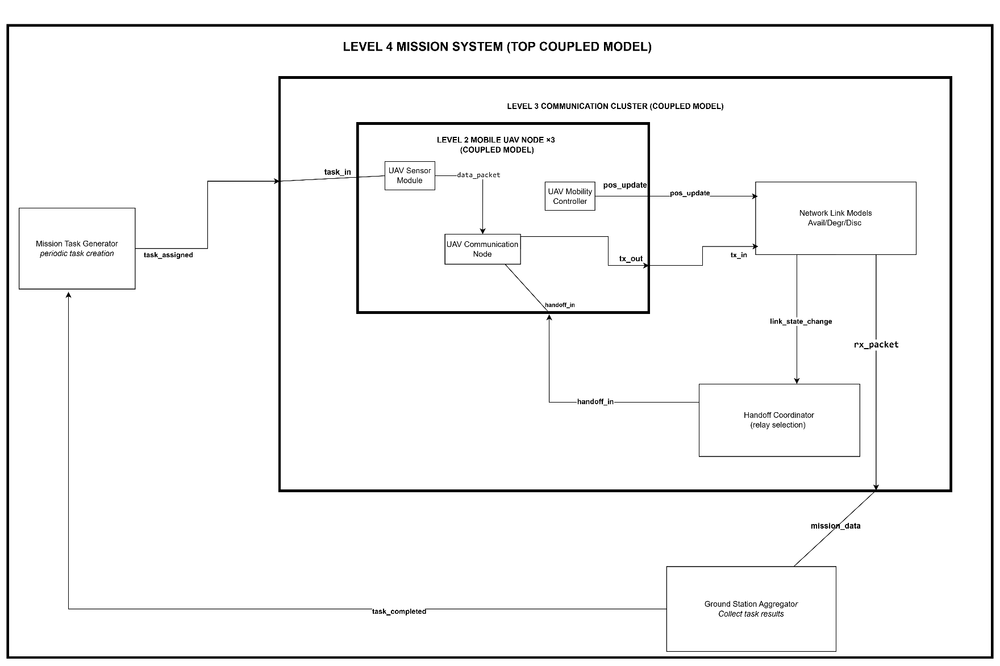 LEVEL 4 MISSION SYSTEM (TOP COUPLED MODEL)
LEVEL 3 COMMUNICATION CLUSTER (COUPLED MODEL)
LEVEL 2 MOBILE UAV NODE ×3
(COUPLED MODEL)
task_in
UAV Sensor
Module
data_packet
UAV Mobility
Controller
pos_update
pos_update
Network Link Models
Avail/Degr/Disc
Mission Task Generator
periodic task creation
task_assigned
UAV Communication
Node
tx_out
tx_in
handoff_in
link_state_change
rx_packet
handoff_in
Handoff Coordinator
(relay selection)
mission_data
Ground Station Aggregator
Collect task results
task_completed